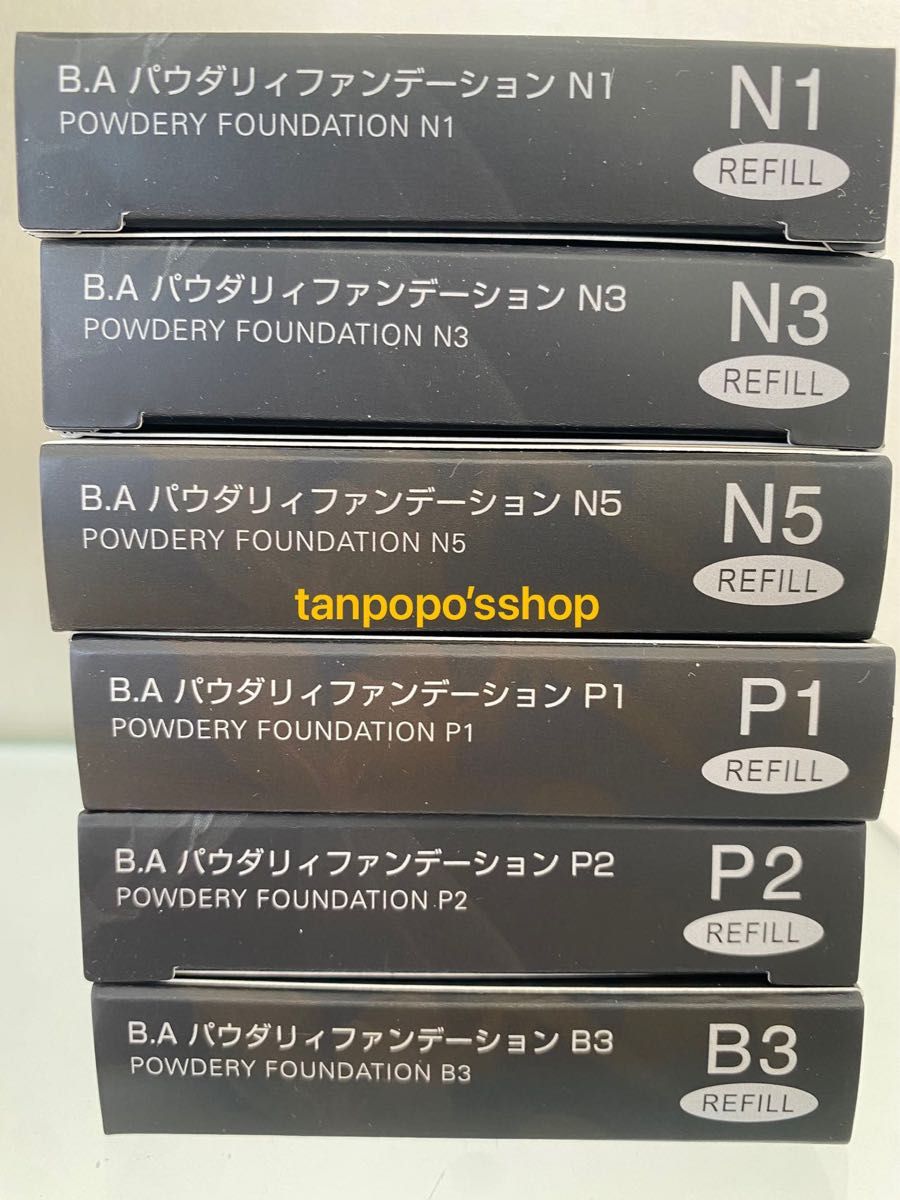 B.A パウダリィファンデーション N1
POWDERY FOUNDATION N1
N1
REFILL
B.A パウダリィファンデーション N3
POWDERY FOUNDATION N3
N3
REFILL
B.A パウダリィファンデーション N5
POWDERY FOUNDATION N5
N5
REFILL
tanpopo'sshop
B.A パウダリィファンデーション P1
POWDERY FOUNDATION P1
P1
REFILL
B.A パウダリィファンデーション P2
POWDERY FOUNDATION P2
P2
REFILL
B.A パウダリィファンデーション B3
POWDERY FOUNDATION B3
B3
REFILL